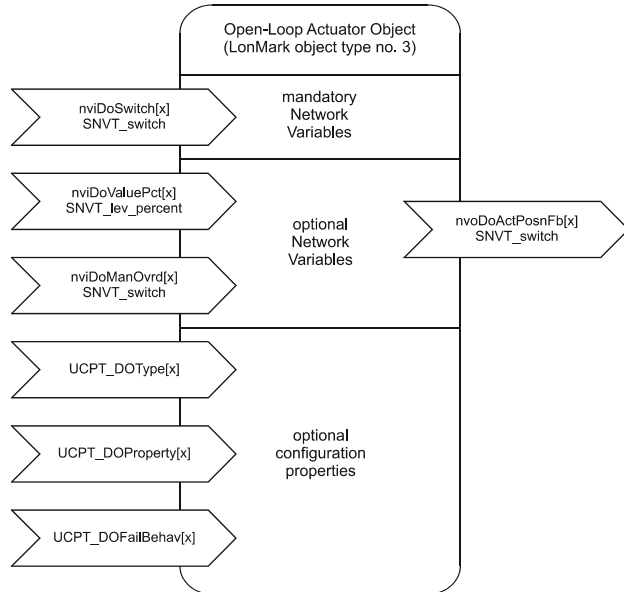 Open-Loop Actuator Object
(LonMark object type no. 3)
nviDoSwitch[x]
SNVT_switch
mandatory
Network
Variables
nviDoValuePct[x]
SNVT_lev_percent
optional
Network
Variables
nvoDoActPosnFb[x]
SNVT_switch
nviDoManOvrd[x]
SNVT_switch
UCPT_DOType[x]
UCPT_DOProperty[x]
optional
configuration
properties
UCPT_DOFailBehav[x]